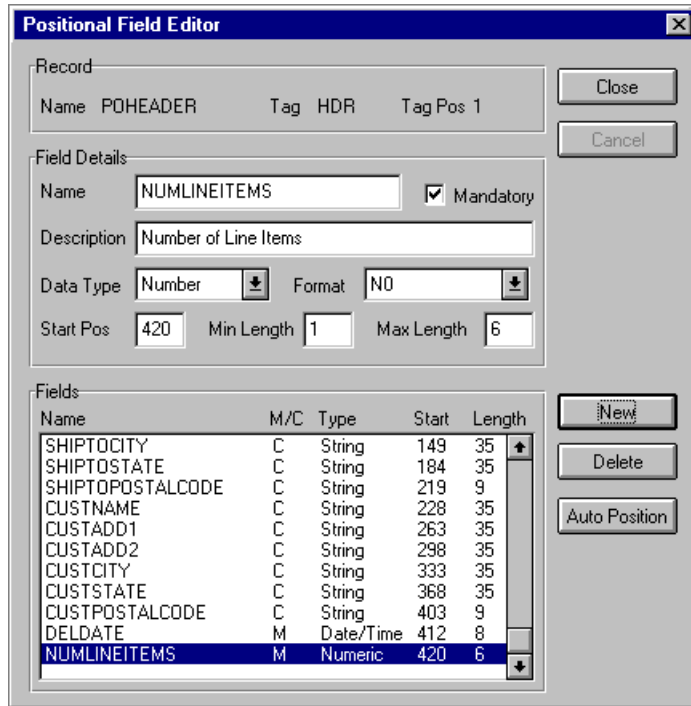 Positional Field Editor
Record
Name POHEADER Tag HDR Tag Pos 1
Close
Cancel
Field Details
Name NUMLINEITEMS Mandatory
Description Number of Line Items
Data Type Number Format N0
Start Pos 420 Min Length 1 Max Length 6
Fields
Name M/C Type Start Length
SHIPTOCITY C String 149 35
SHIPTOSTATE C String 184 35
SHIPTOPOSTALCODE C String 219 9
CUSTNAME C String 228 35
CUSTADD1 C String 263 35
CUSTADD2 C String 298 35
CUSTCITY C String 333 35
CUSTSTATE C String 368 35
CUSTPOSTALCODE C String 403 9
DELDATE M Date/Time 412 8
NUMLINEITEMS M Numeric 420 6
New
Delete
Auto Position